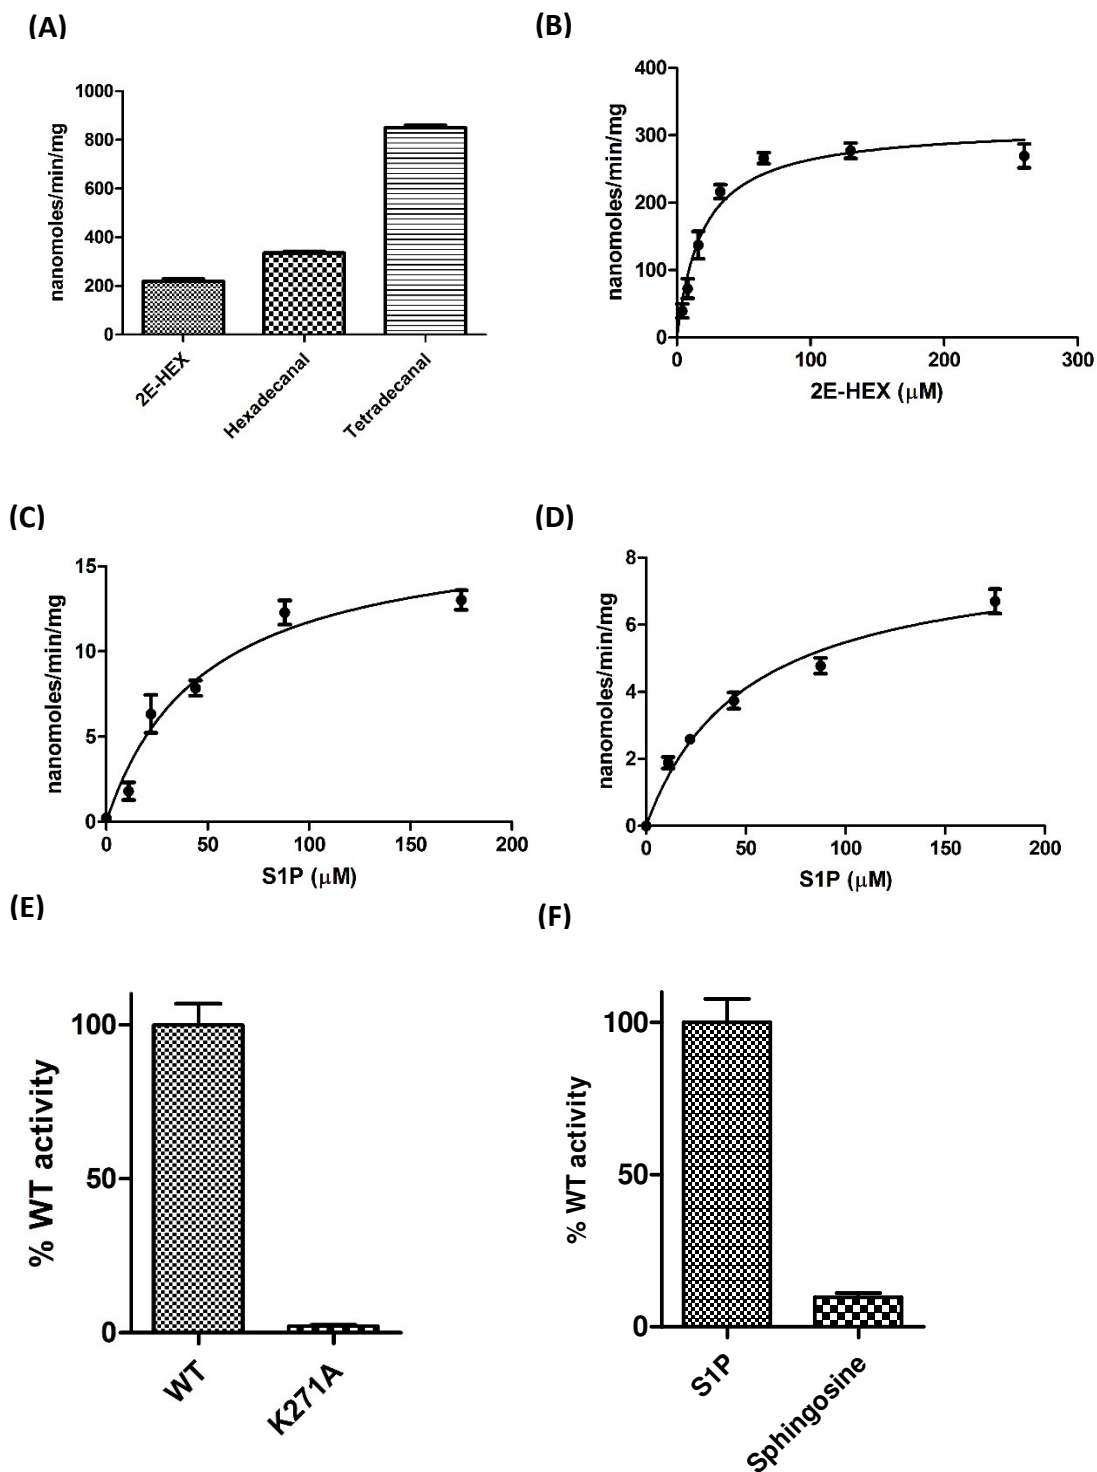 (A)
1000
800
600
400
200
0
nanomoles/min/mg
2E-HEX
Hexadecanal
Tetradecanal
(B)
400
300
200
100
0
nanomoles/min/mg
0 100 200 300
2E-HEX (μM)
(C)
15
10
5
0
nanomoles/min/mg
0 50 100 150 200
S1P (μM)
(D)
8
6
4
2
0
nanomoles/min/mg
0 50 100 150 200
S1P (μM)
(E)
100
50
0
% WT activity
WT
K271A
(F)
100
50
0
% WT activity
S1P
Sphingosine